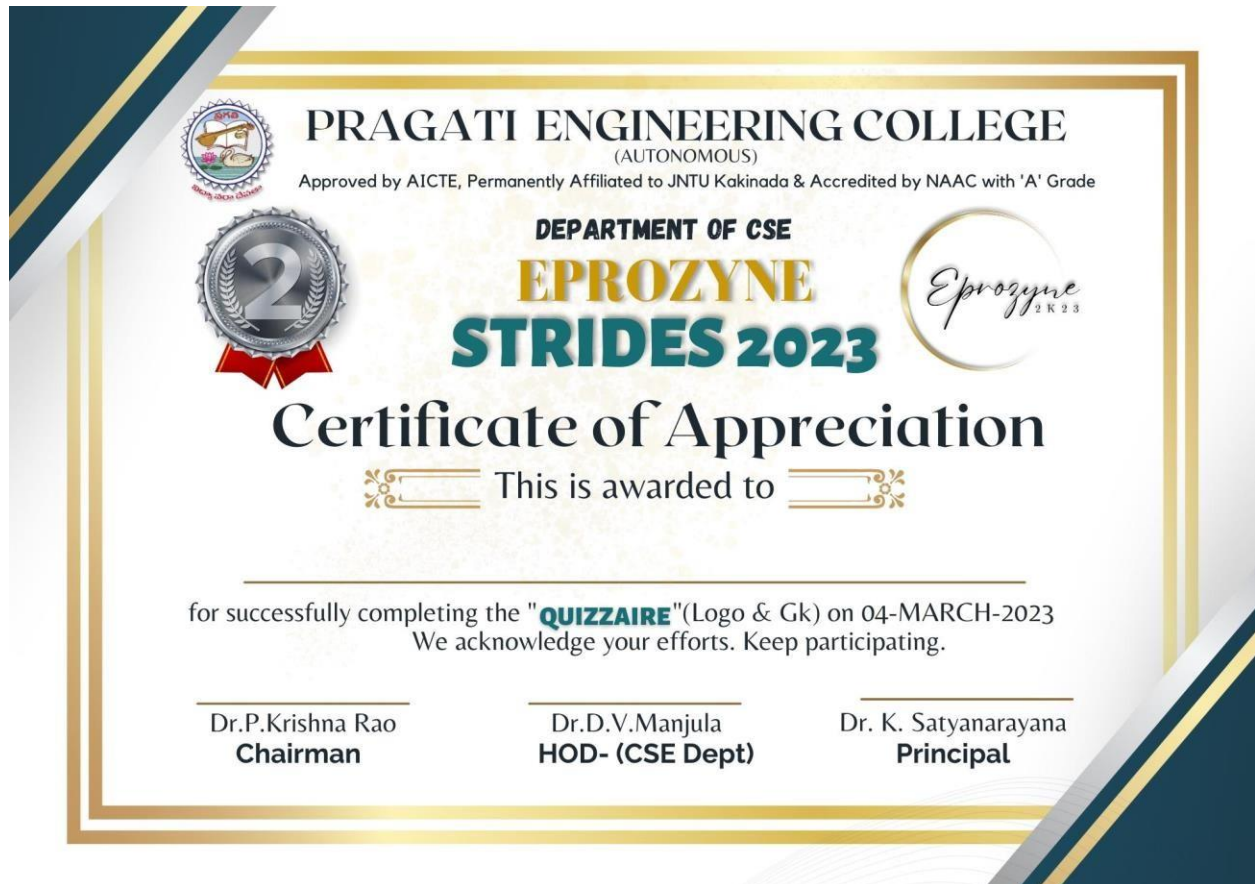 PRAGATI ENGINEERING COLLEGE
(AUTONOMOUS)
Approved by AICTE, Permanently Affiliated to JNTU Kakinada & Accredited by NAAC with 'A' Grade
2
DEPARTMENT OF CSE
EPROZYNE
STRIDES 2023
Eprozyne
2K23
Certificate of Appreciation
This is awarded to
for successfully completing the "QUIZZAIRE"(Logo & Gk) on 04-MARCH-2023
We acknowledge your efforts. Keep participating.
Dr.P.Krishna Rao
Chairman
Dr.D.V.Manjula
HOD- (CSE Dept)
Dr. K. Satyanarayana
Principal